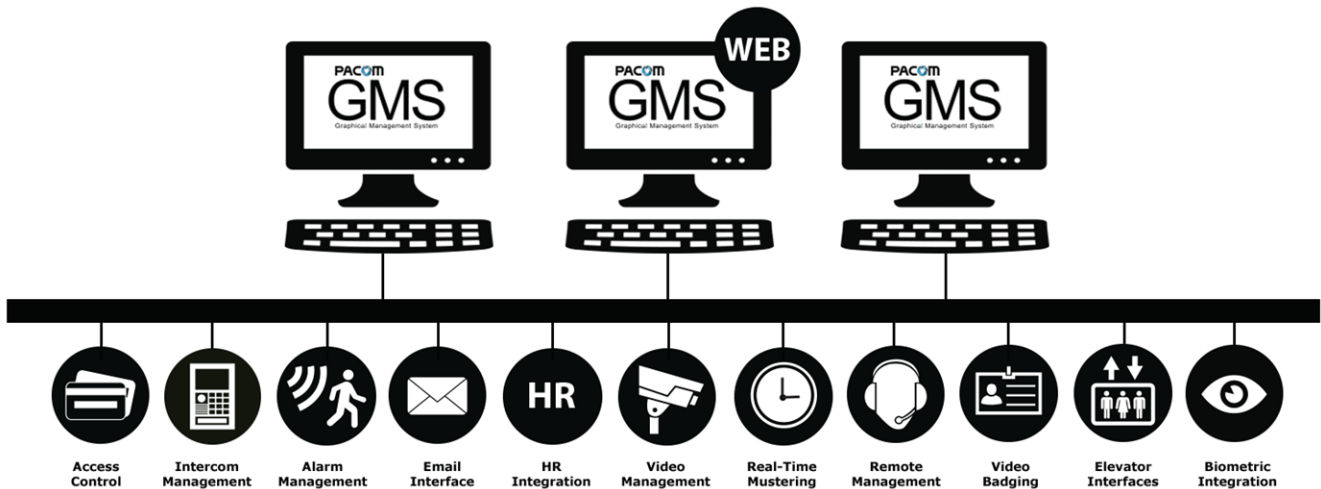 WEB
PACOM
GMS
Graphical Management System
PACOM
GMS
Graphical Management System
PACOM
GMS
Graphical Management System
HR
Access
Control
Intercom
Management
Alarm
Management
Email
Interface
HR
Integration
Video
Management
Real-Time
Mustering
Remote
Management
Video
Badging
Elevator
Interfaces
Biometric
Integration